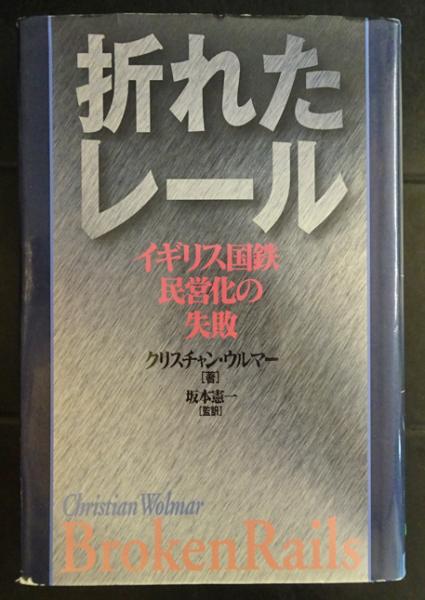 折れた
レール
イギリス国鉄
民営化の
失敗
クリスチャン・ウルマー
[著]
坂本憲一
[監訳]
Christian Wolmar
Broken Rails